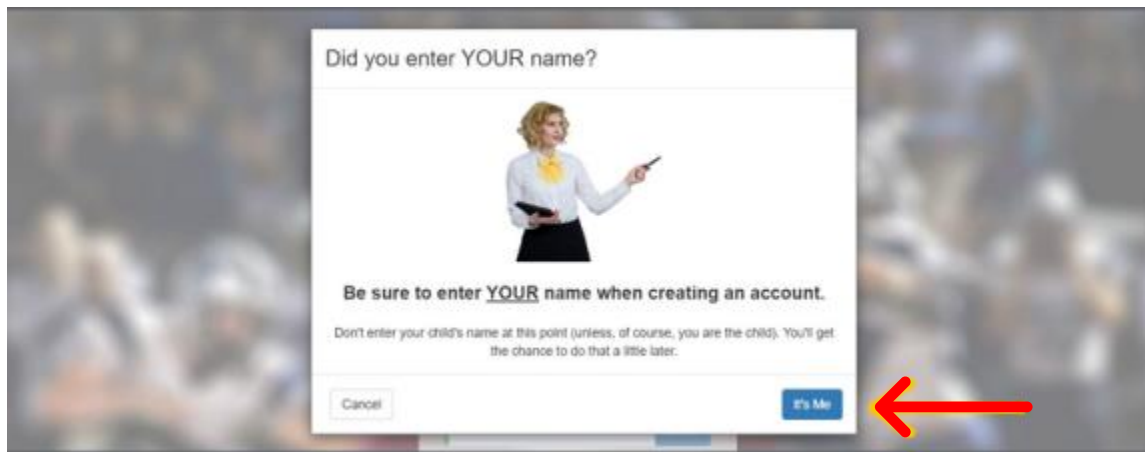 Did you enter YOUR name?
Be sure to enter YOUR name when creating an account.
Don't enter your child's name at this point (unless, of course, you are the child). You'll get
the chance to do that a little later.
Cancel
It's Me